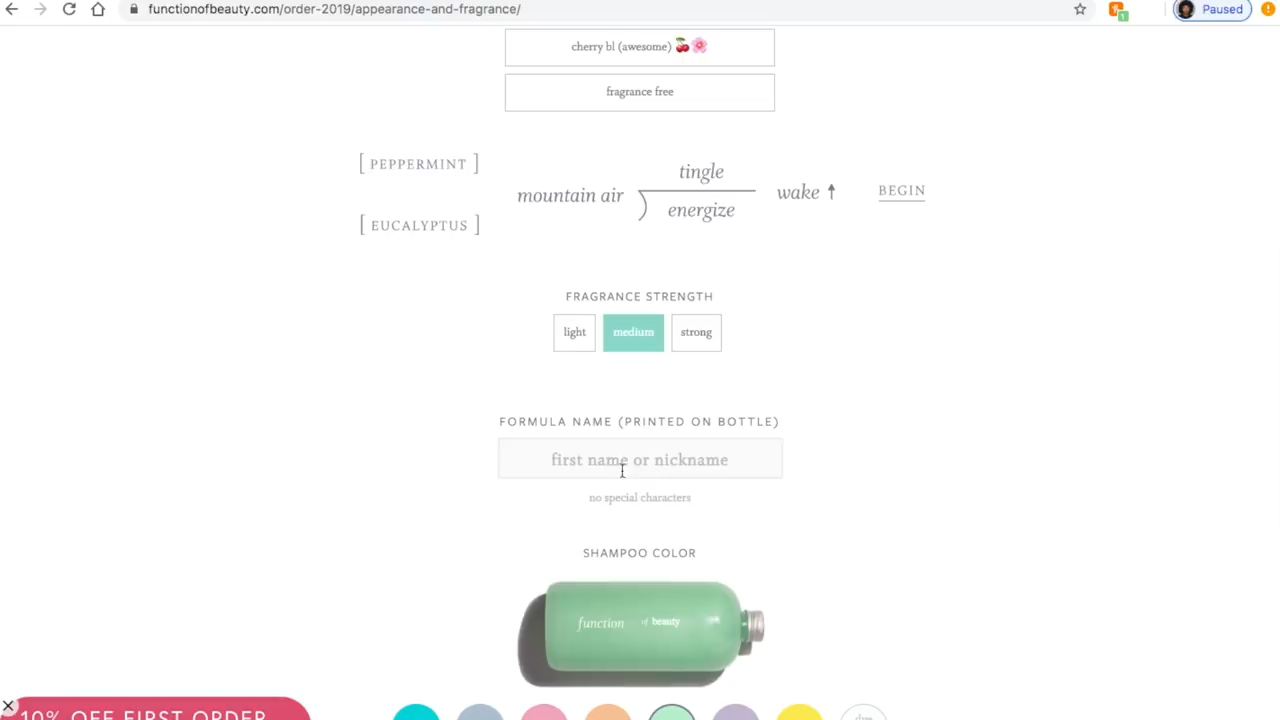 functionofbeauty.com/order-2019/appearance-and-fragrance/
Paused
1
cherry bl (awesome) 🍒🌸
fragrance free
[ PEPPERMINT ]
[ EUCALYPTUS ]
mountain air
tingle
energize
wake ↑
BEGIN
FRAGRANCE STRENGTH
light
medium
strong
FORMULA NAME (PRINTED ON BOTTLE)
first name or nickname
no special characters
SHAMPOO COLOR
function of beauty
10% OFF FIRST ORDER